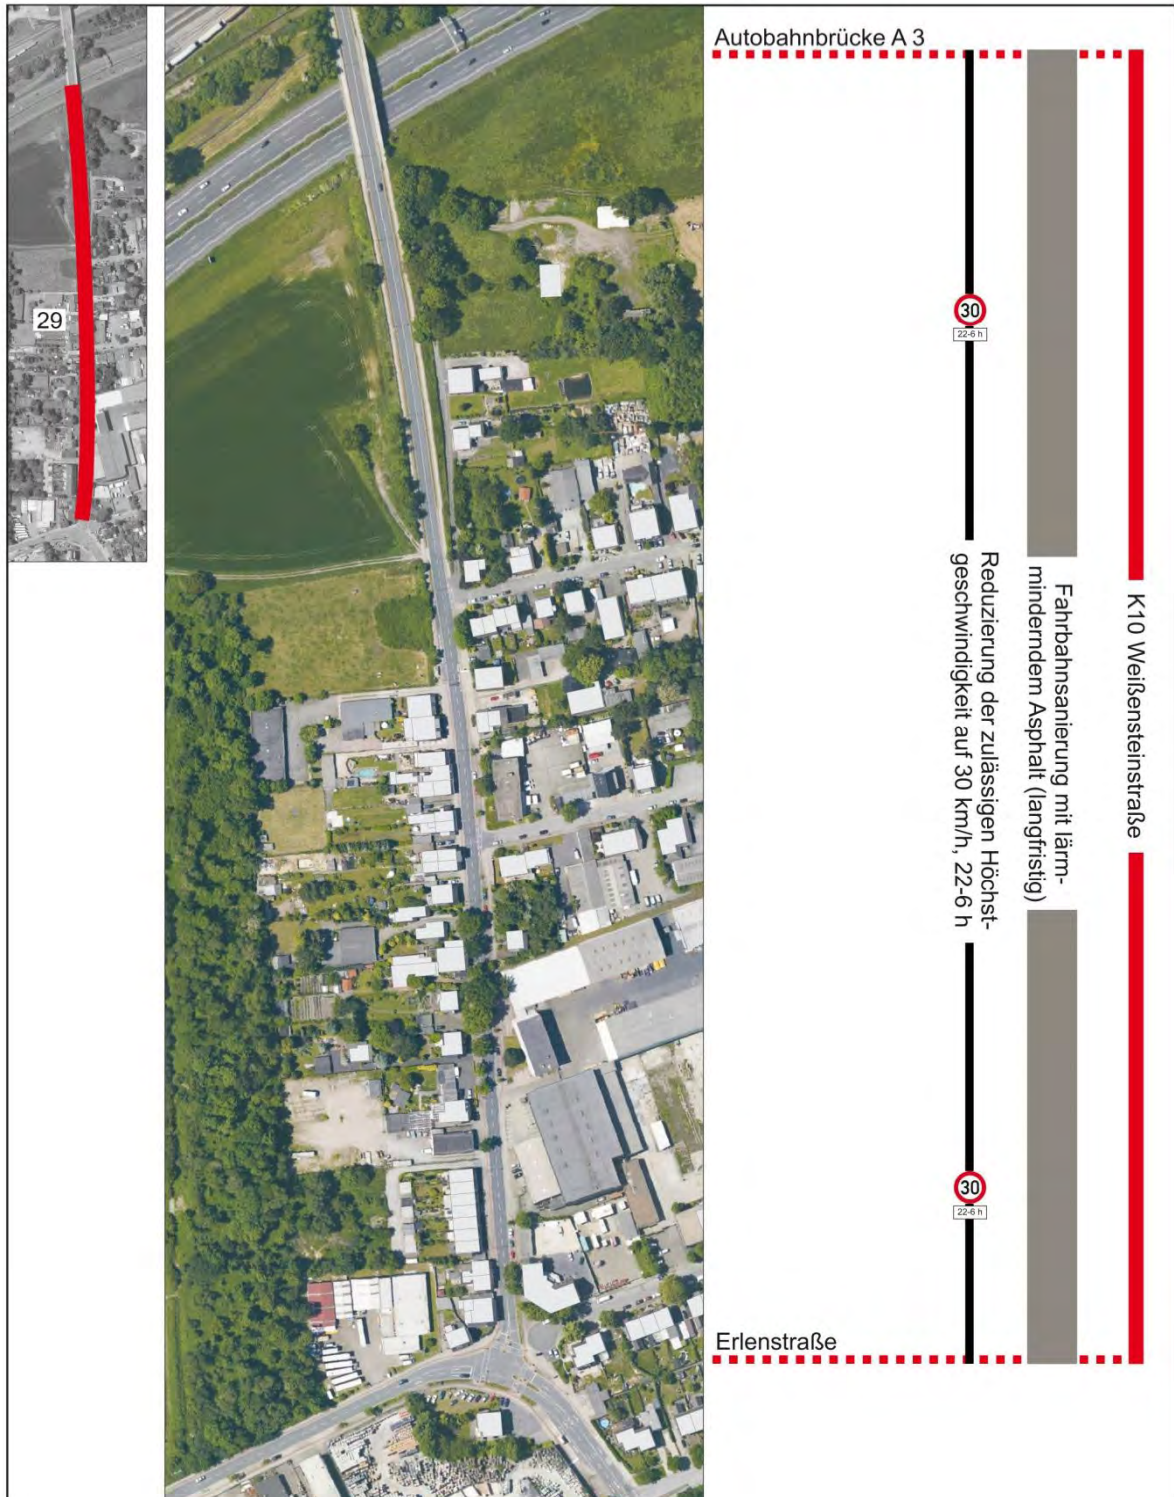 Autobahnbrücke A 3
29
30
22-6 h
Reduzierung der zulässigen Höchst-
geschwindigkeit auf 30 km/h, 22-6 h
Fahrbahnsanierung mit lärm-
minderndem Asphalt (langfristig)
K10 Weißensteinstraße
30
22-6 h
Erlenstraße